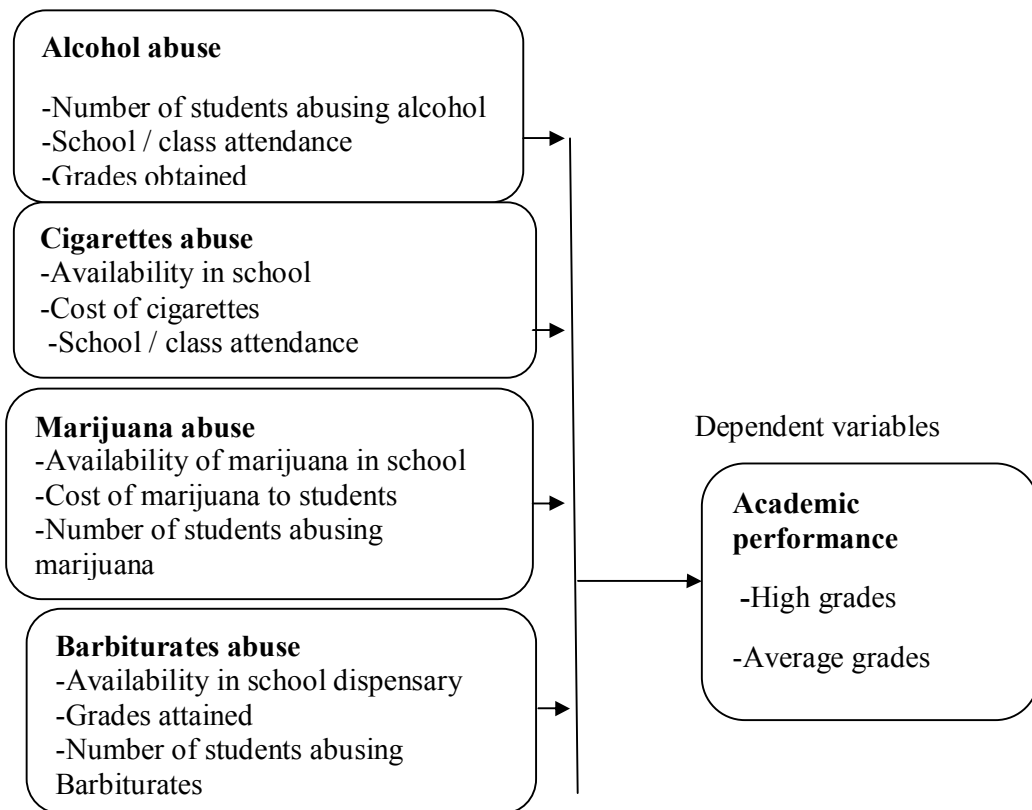 Alcohol abuse
-Number of students abusing alcohol
-School / class attendance
-Grades obtained
Cigarettes abuse
-Availability in school
-Cost of cigarettes
-School / class attendance
Marijuana abuse
-Availability of marijuana in school
-Cost of marijuana to students
-Number of students abusing
marijuana
Barbiturates abuse
-Availability in school dispensary
-Grades attained
-Number of students abusing
Barbiturates
Dependent variables
Academic
performance
-High grades
-Average grades